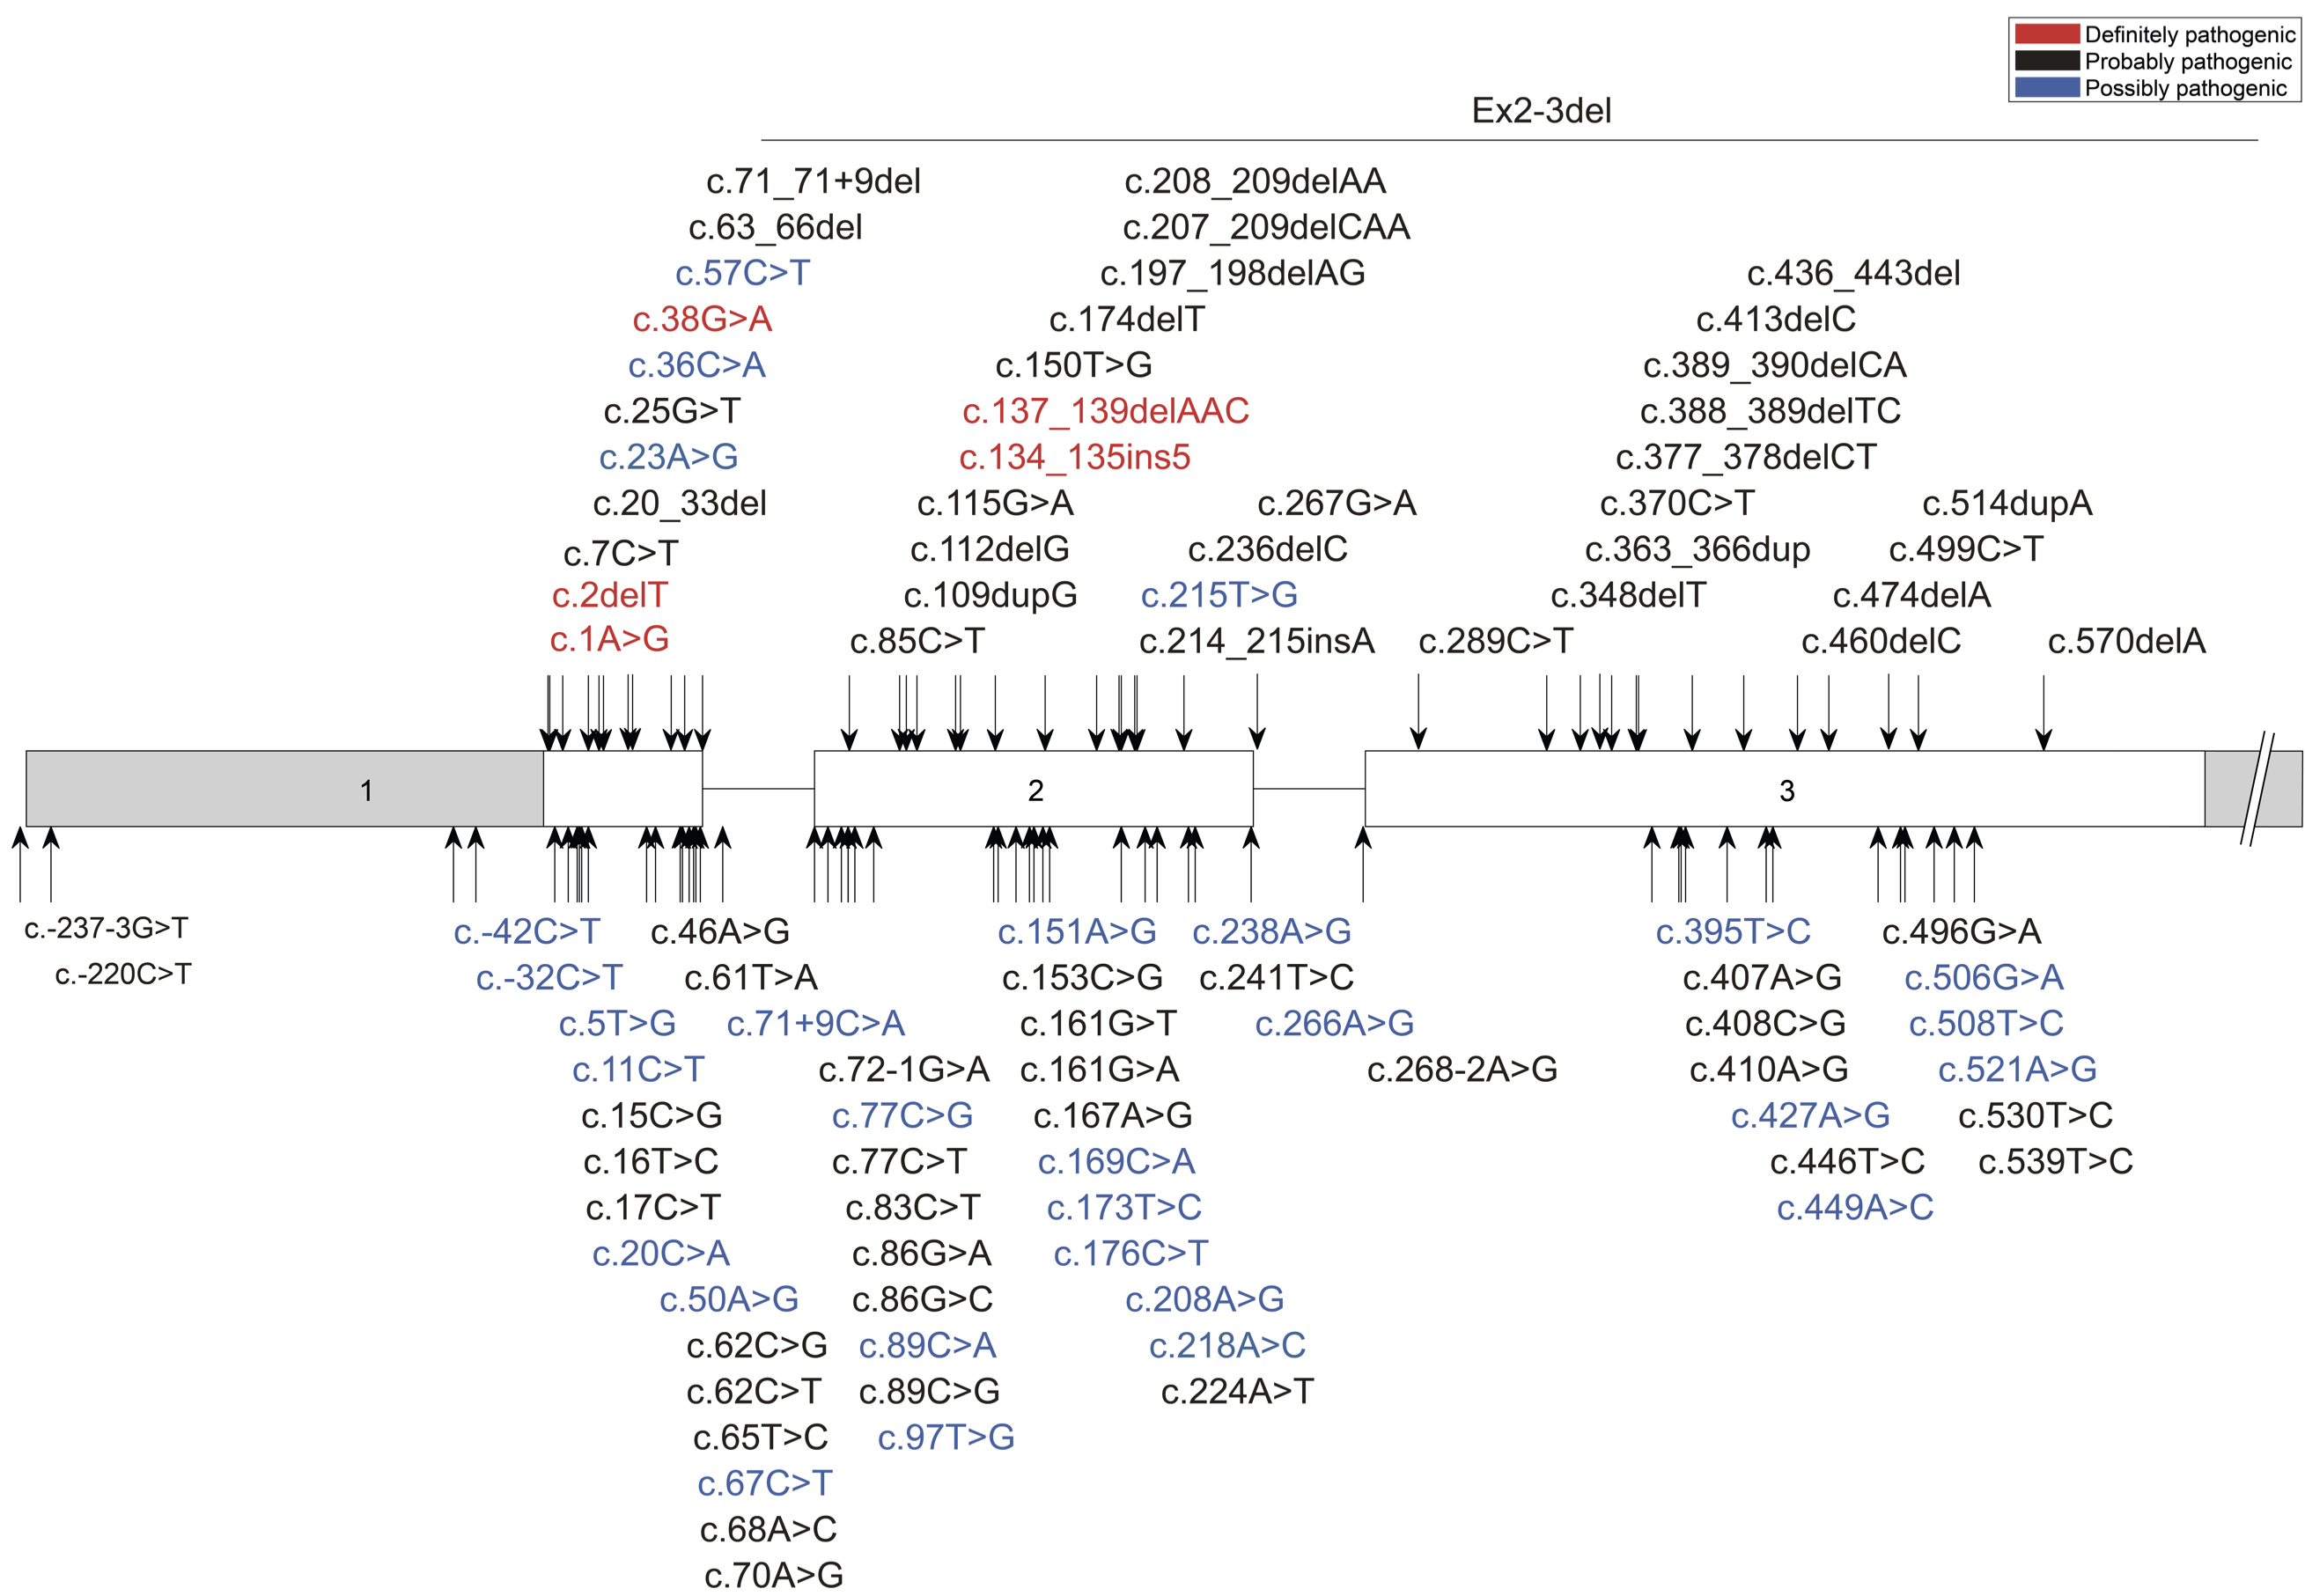 Definitely pathogenic
Probably pathogenic
Possibly pathogenic
Ex2-3del
c.71_71+9del
c.63_66del
c.57C>T
c.38G>A
c.36C>A
c.25G>T
c.23A>G
c.20_33del
c.7C>T
c.2delT
c.1A>G
c.208_209delAA
c.207_209delCAA
c.197_198delAG
c.174delT
c.150T>G
c.137_139delAAC
c.134_135ins5
c.115G>A
c.112delG
c.109dupG
c.85C>T
c.267G>A
c.236delC
c.215T>G
c.214_215insA
c.436_443del
c.413delC
c.389_390delCA
c.388_389delTC
c.377_378delCT
c.370C>T
c.363_366dup
c.348delT
c.289C>T
c.514dupA
c.499C>T
c.474delA
c.460delC
c.570delA
1
2
3
c.-237-3G>T
c.-220C>T
c.-42C>T
c.-32C>T
c.5T>G
c.11C>T
c.15C>G
c.16T>C
c.17C>T
c.20C>A
c.46A>G
c.61T>A
c.71+9C>A
c.50A>G
c.62C>G
c.62C>T
c.65T>C
c.67C>T
c.68A>C
c.70A>G
c.72-1G>A
c.77C>G
c.77C>T
c.83C>T
c.86G>A
c.86G>C
c.89C>A
c.89C>G
c.97T>G
c.151A>G
c.153C>G
c.161G>T
c.161G>A
c.167A>G
c.169C>A
c.173T>C
c.176C>T
c.208A>G
c.218A>C
c.224A>T
c.238A>G
c.241T>C
c.266A>G
c.268-2A>G
c.395T>C
c.407A>G
c.408C>G
c.410A>G
c.427A>G
c.446T>C
c.449A>C
c.496G>A
c.506G>A
c.508T>C
c.521A>G
c.530T>C
c.539T>C